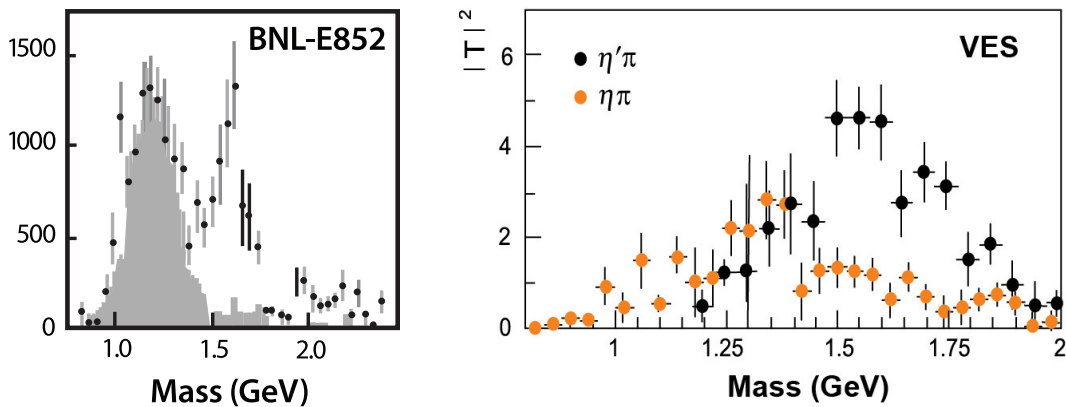 BNL-E852
1500
1000
500
0
1.0 1.5 2.0
Mass (GeV)
| T | ²
VES
η′π
ηπ
6
4
2
0
1 1.25 1.5 1.75 2
Mass (GeV)